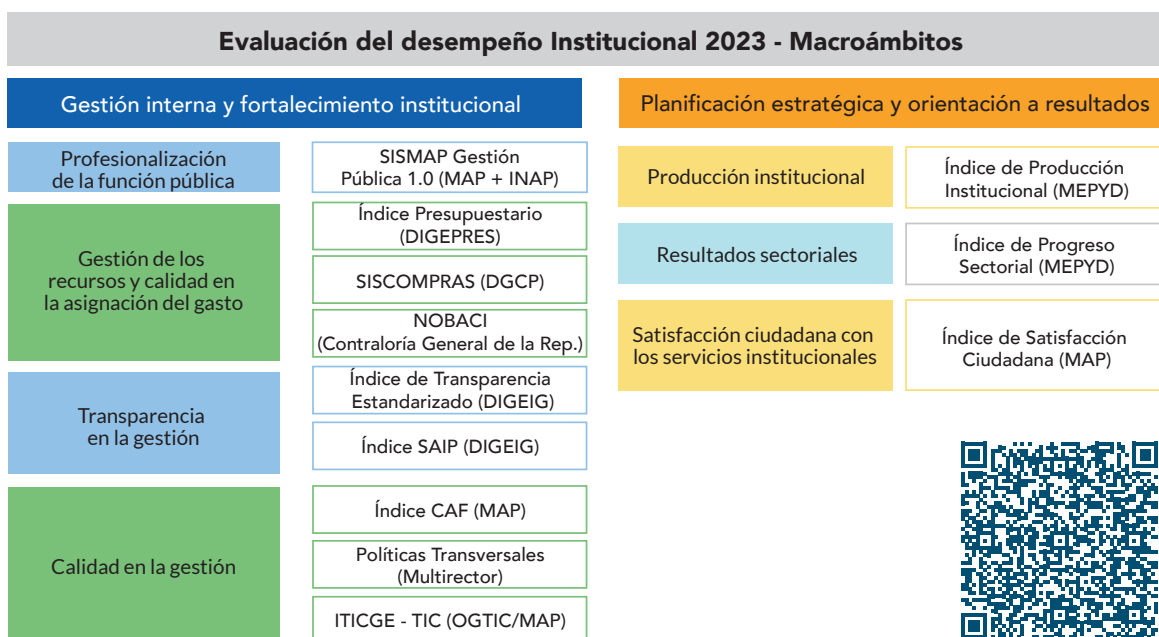 Evaluación del desempeño Institucional 2023 - Macroámbitos
Gestión interna y fortalecimiento institucional
Profesionalización
de la función pública
SISMAP Gestión
Pública 1.0 (MAP + INAP)
Gestión de los
recursos y calidad en
la asignación del gasto
Índice Presupuestario
(DIGEPRES)
SISCOMPRAS (DGCP)
NOBACI
(Contraloría General de la Rep.)
Transparencia
en la gestión
Índice de Transparencia
Estandarizado (DIGEIG)
Índice SAIP (DIGEIG)
Calidad en la gestión
Índice CAF (MAP)
Políticas Transversales
(Multirector)
ITICGE - TIC (OGTIC/MAP)
Planificación estratégica y orientación a resultados
Producción institucional
Índice de Producción
Institucional (MEPYD)
Resultados sectoriales
Índice de Progreso
Sectorial (MEPYD)
Satisfacción ciudadana con
los servicios institucionales
Índice de Satisfacción
Ciudadana (MAP)